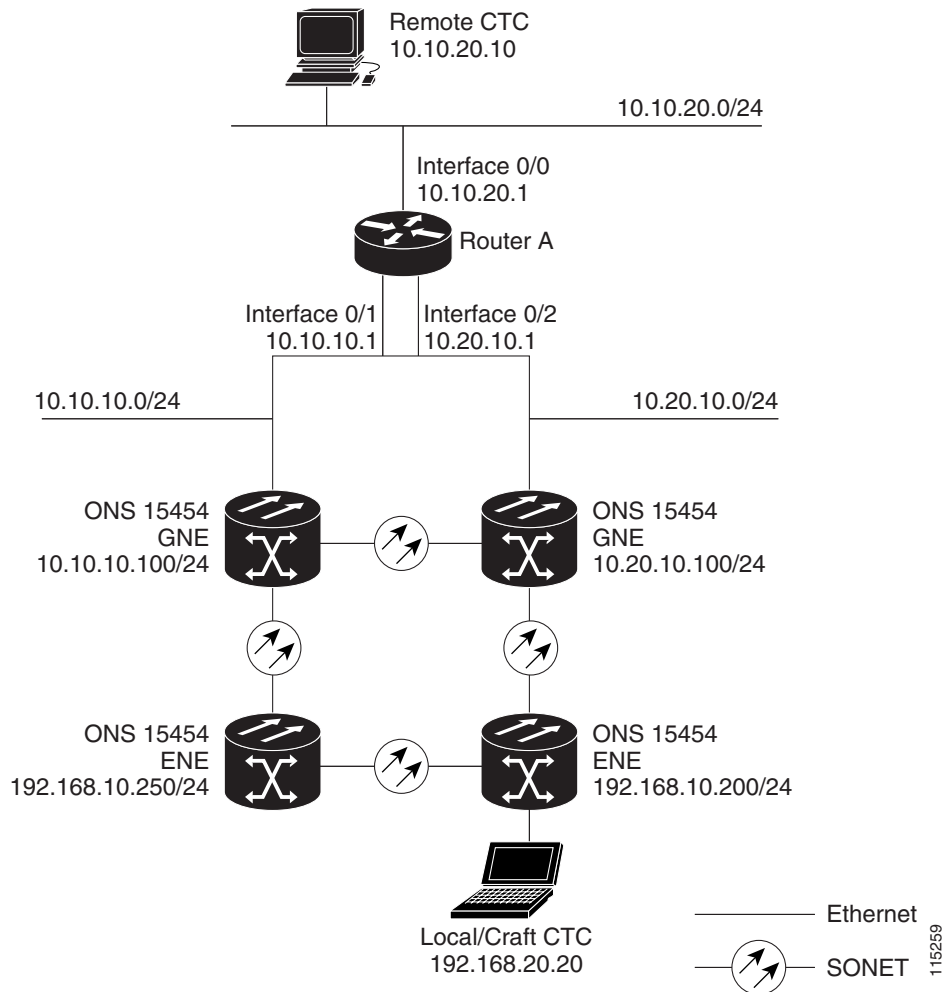 Remote CTC
10.10.20.10
10.10.20.0/24
Interface 0/0
10.10.20.1
Router A
Interface 0/1
10.10.10.1
Interface 0/2
10.20.10.1
10.10.10.0/24
10.20.10.0/24
ONS 15454
GNE
10.10.10.100/24
ONS 15454
GNE
10.20.10.100/24
ONS 15454
ENE
192.168.10.250/24
ONS 15454
ENE
192.168.10.200/24
Local/Craft CTC
192.168.20.20
Ethernet
SONET
115259